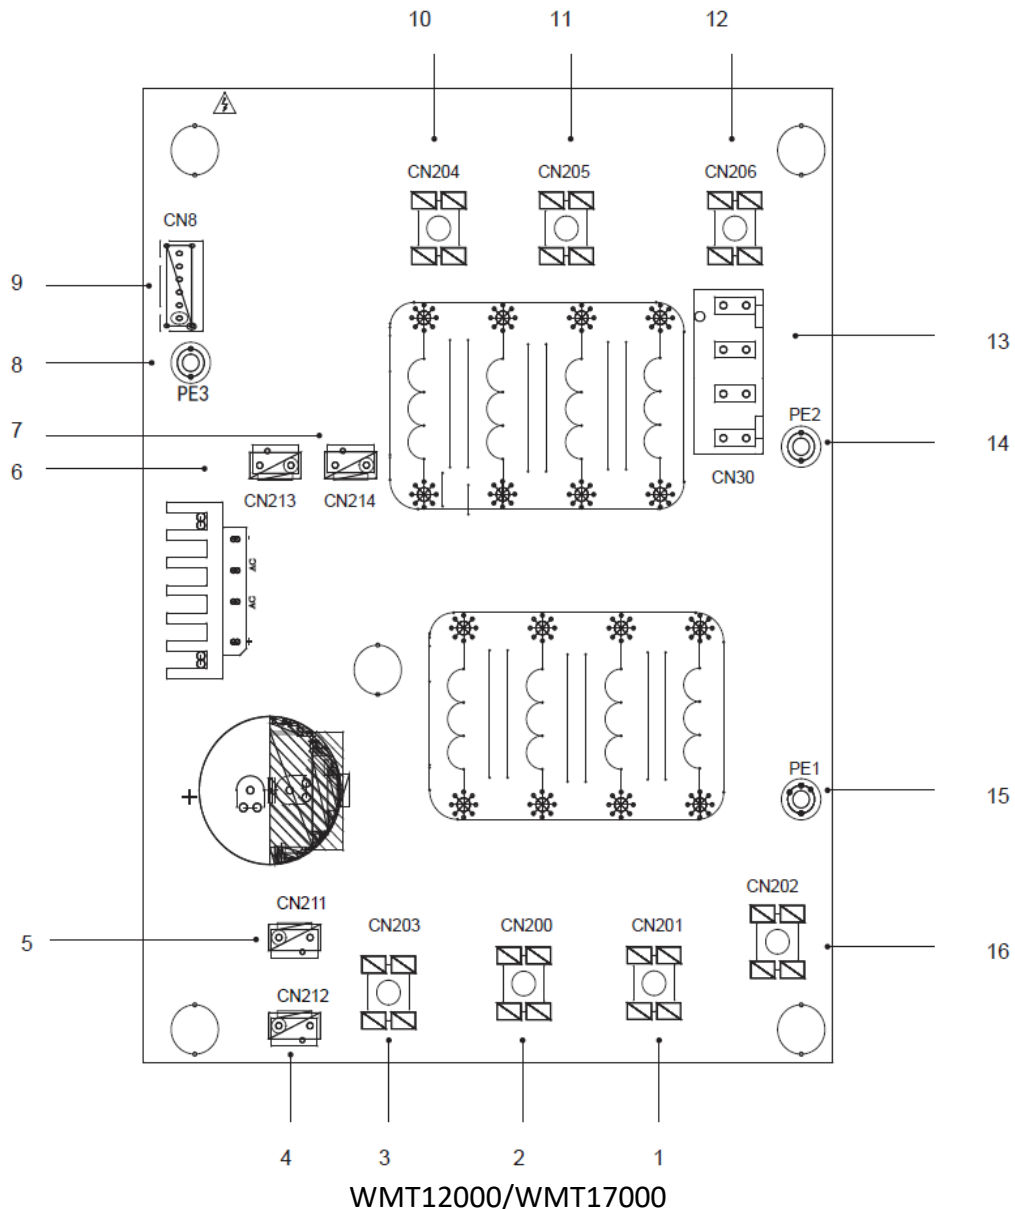 10 11 12
CN204 CN205 CN206
CN8
9
13
8
PE3
PE2
7
14
6
CN213 CN214 CN30
-
AC
AC
+
PE1
+
15
CN202
CN211
CN203 CN200 CN201
5
16
CN212
4 3 2 1
WMT12000/WMT17000